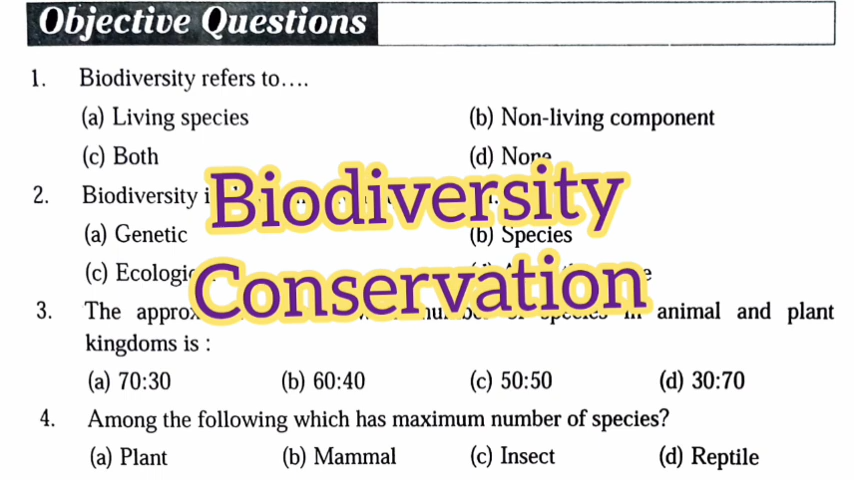 Objective Questions
1. Biodiversity refers to....
(a) Living species (b) Non-living component
(c) Both (d) None
2. Biodiversity
Biodiversity
(a) Genetic (b) Species
(c)
Conservation
3. The animal and plant
kingdoms is :
(a) 70:30 (b) 60:40 (c) 50:50 (d) 30:70
4. Among the following which has maximum number of species?
(a) Plant (b) Mammal (c) Insect (d) Reptile